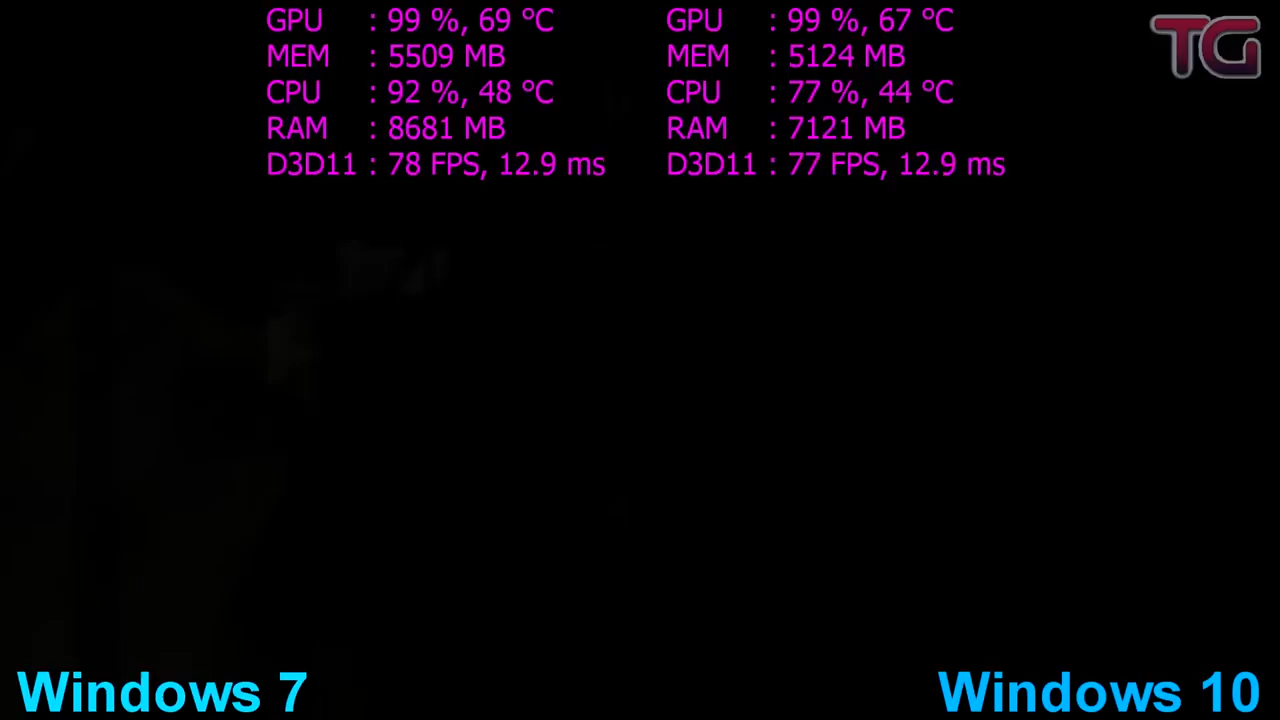 GPU : 99 %, 69 °C
MEM : 5509 MB
CPU : 92 %, 48 °C
RAM : 8681 MB
D3D11 : 78 FPS, 12.9 ms
GPU : 99 %, 67 °C
MEM : 5124 MB
CPU : 77 %, 44 °C
RAM : 7121 MB
D3D11 : 77 FPS, 12.9 ms
TG
Windows 7
Windows 10